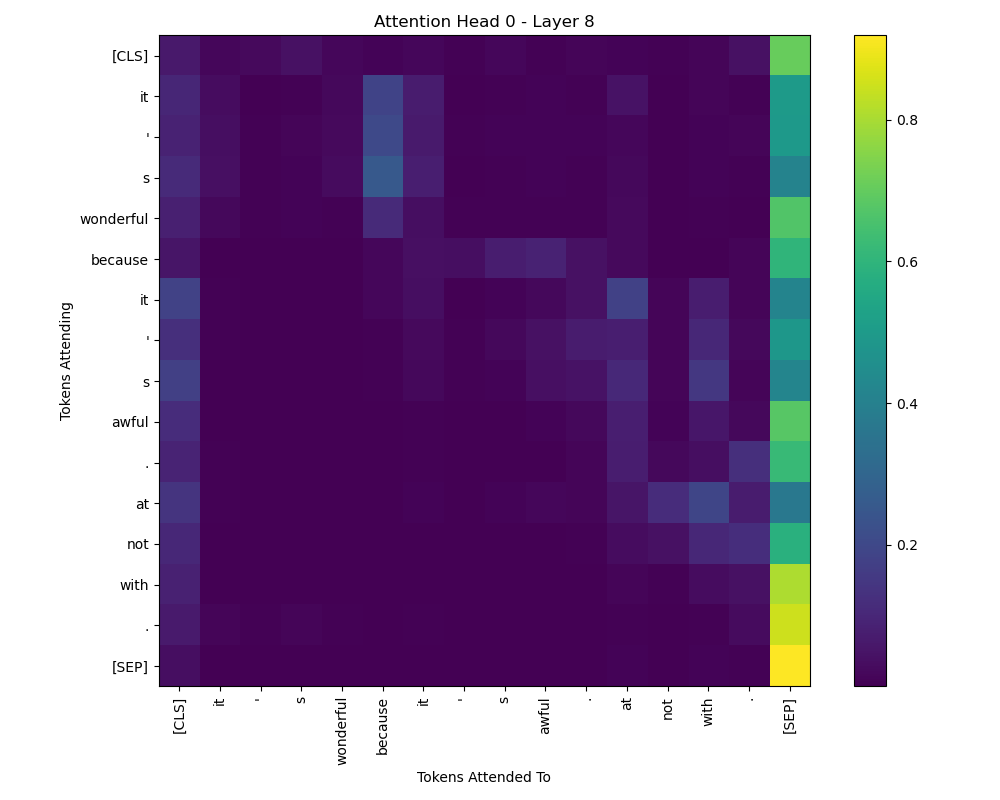 Attention Head 0 - Layer 8
Tokens Attending
[CLS]
it
'
s
wonderful
because
it
'
s
awful
.
at
not
with
.
[SEP]
[CLS]
it
'
s
wonderful
because
it
'
s
awful
.
at
not
with
.
[SEP]
Tokens Attended To
0.8
0.6
0.4
0.2